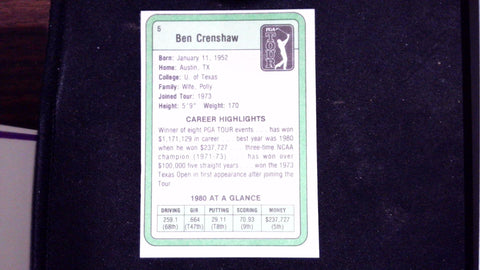 6
Ben Crenshaw
PGA
TOUR
Born: January 11, 1952
Home: Austin, TX
College: U. of Texas
Family: Wife, Polly
Joined Tour: 1973
Height: 5'9" Weight: 170
CAREER HIGHLIGHTS
Winner of eight PGA TOUR events . . . has won
$1,171,129 in career . . . best year was 1980
when he won $237,727 . . . three-time NCAA
champion (1971-73) . . . has won over
$100,000 five straight years . . . won the 1973
Texas Open in first appearance after joining the
Tour
1980 AT A GLANCE
DRIVING GIR PUTTING SCORING MONEY
259.1 .664 29.11 70.93 $237,727
(68th) (T47th) (T8th) (9th) (5th)